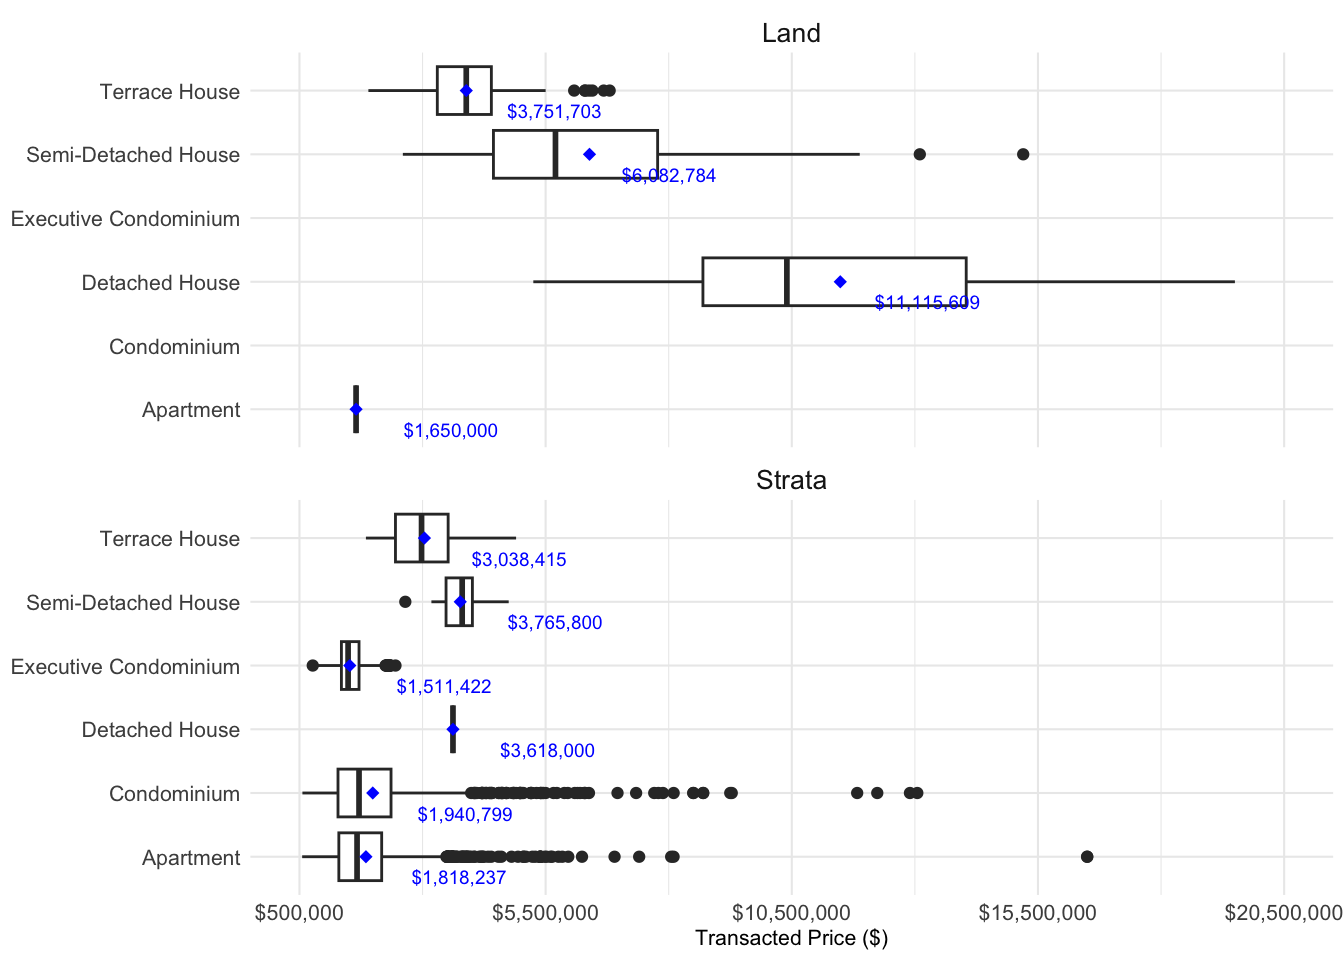 Land
Terrace House
$3,751,703
Semi-Detached House
$6,082,784
Executive Condominium
Detached House
$11,115,609
Condominium
Apartment
$1,650,000
Strata
Terrace House
$3,038,415
Semi-Detached House
$3,765,800
Executive Condominium
$1,511,422
Detached House
$3,618,000
Condominium
$1,940,799
Apartment
$1,818,237
$500,000 $5,500,000 $10,500,000 $15,500,000 $20,500,000
Transacted Price ($)